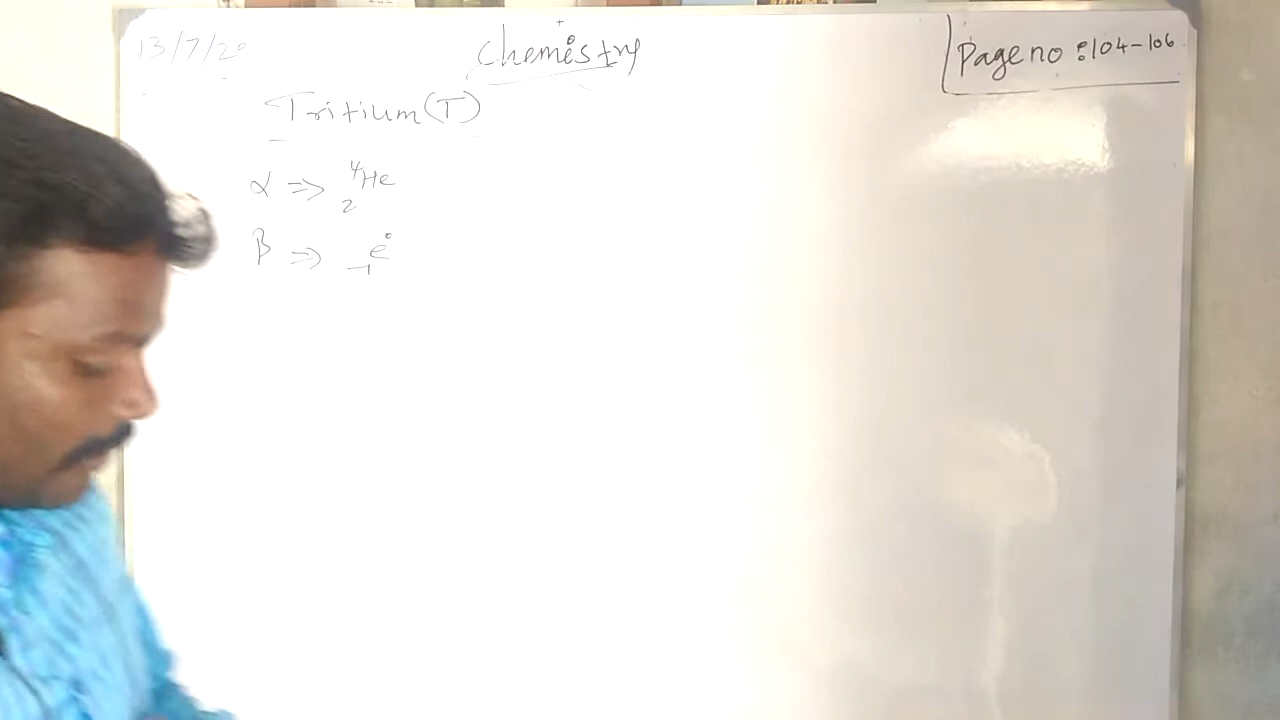 13/7/20
Chemistry
Page no : 104-106
Tritium (T)
α ⇒ ⁴₂He
β ⇒ ₋₁e⁰